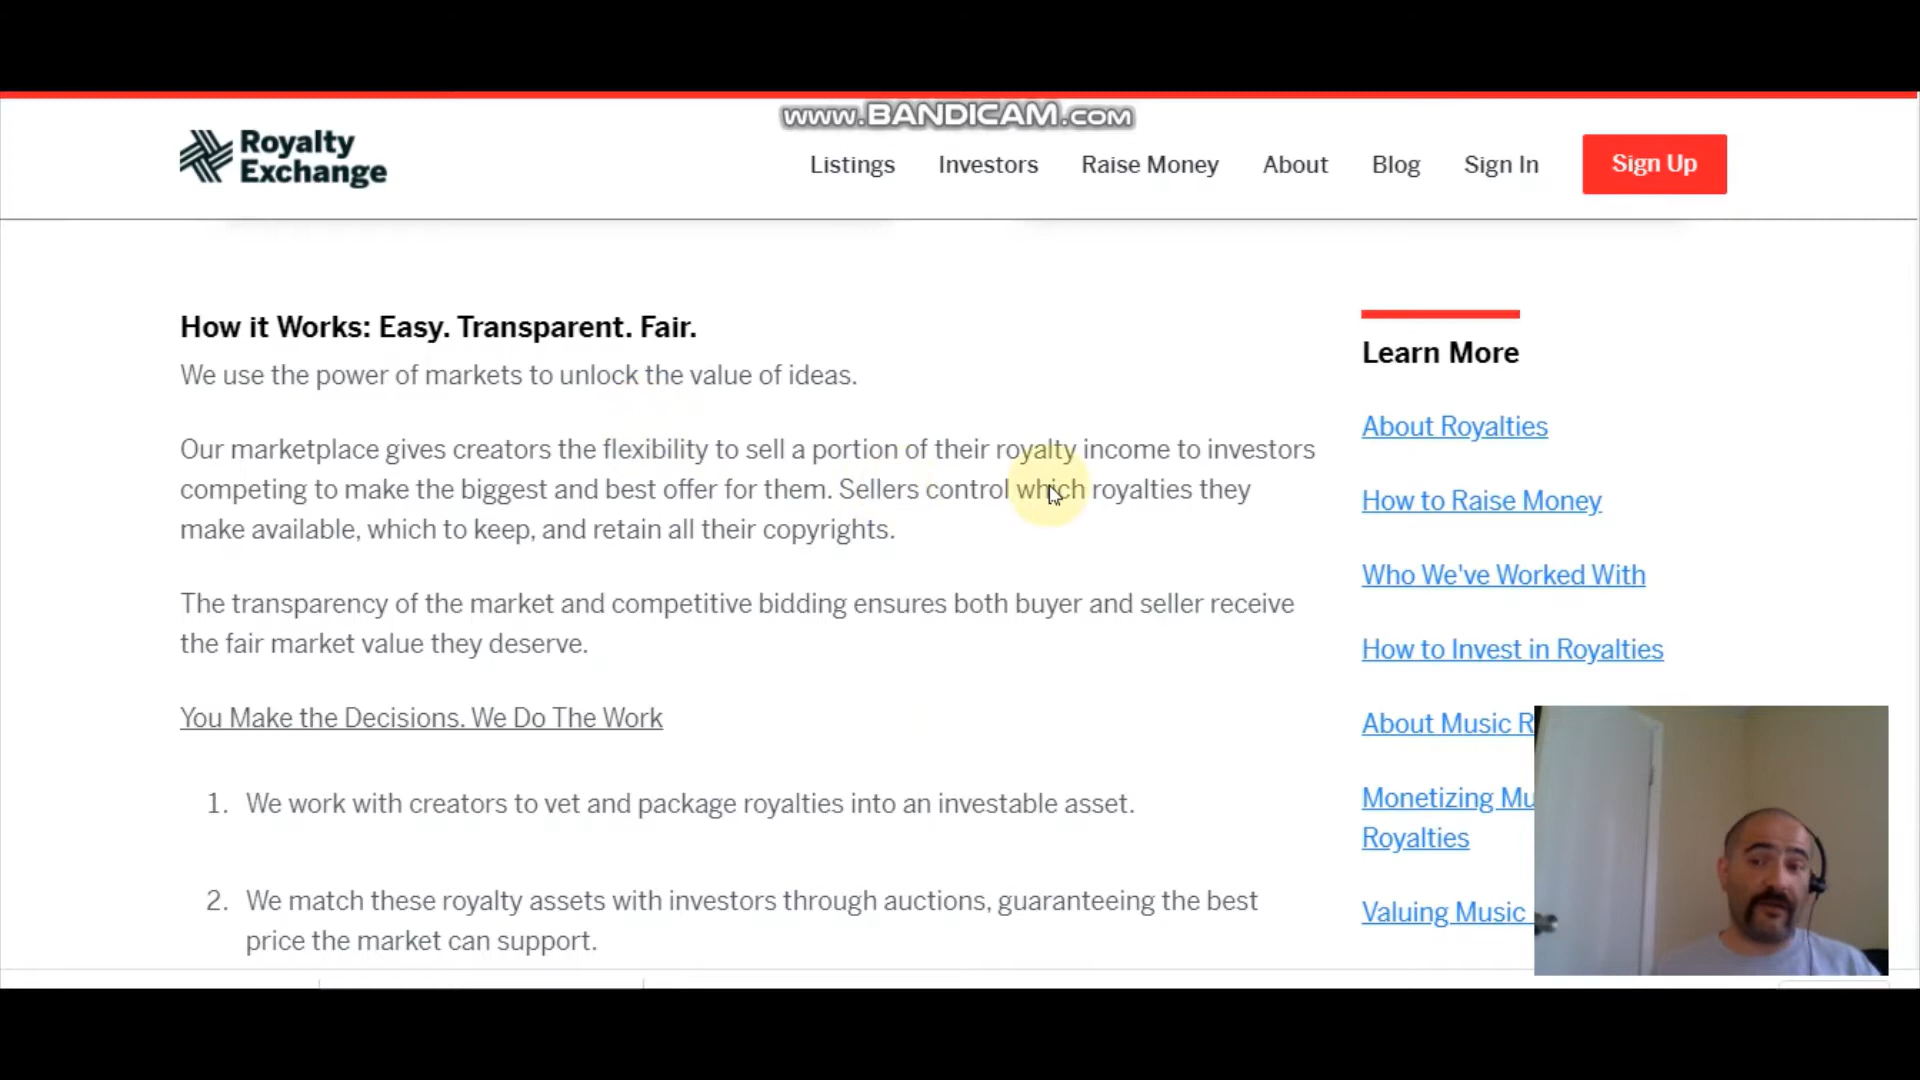 www.BANDICAM.com
Royalty
Exchange
Listings Investors Raise Money About Blog Sign In Sign Up
How it Works: Easy. Transparent. Fair.
We use the power of markets to unlock the value of ideas.
Our marketplace gives creators the flexibility to sell a portion of their royalty income to investors
competing to make the biggest and best offer for them. Sellers control which royalties they
make available, which to keep, and retain all their copyrights.
The transparency of the market and competitive bidding ensures both buyer and seller receive
the fair market value they deserve.
You Make the Decisions. We Do The Work
1. We work with creators to vet and package royalties into an investable asset.
2. We match these royalty assets with investors through auctions, guaranteeing the best
price the market can support.
Learn More
About Royalties
How to Raise Money
Who We've Worked With
How to Invest in Royalties
About Music R
Monetizing Mu
Royalties
Valuing Music